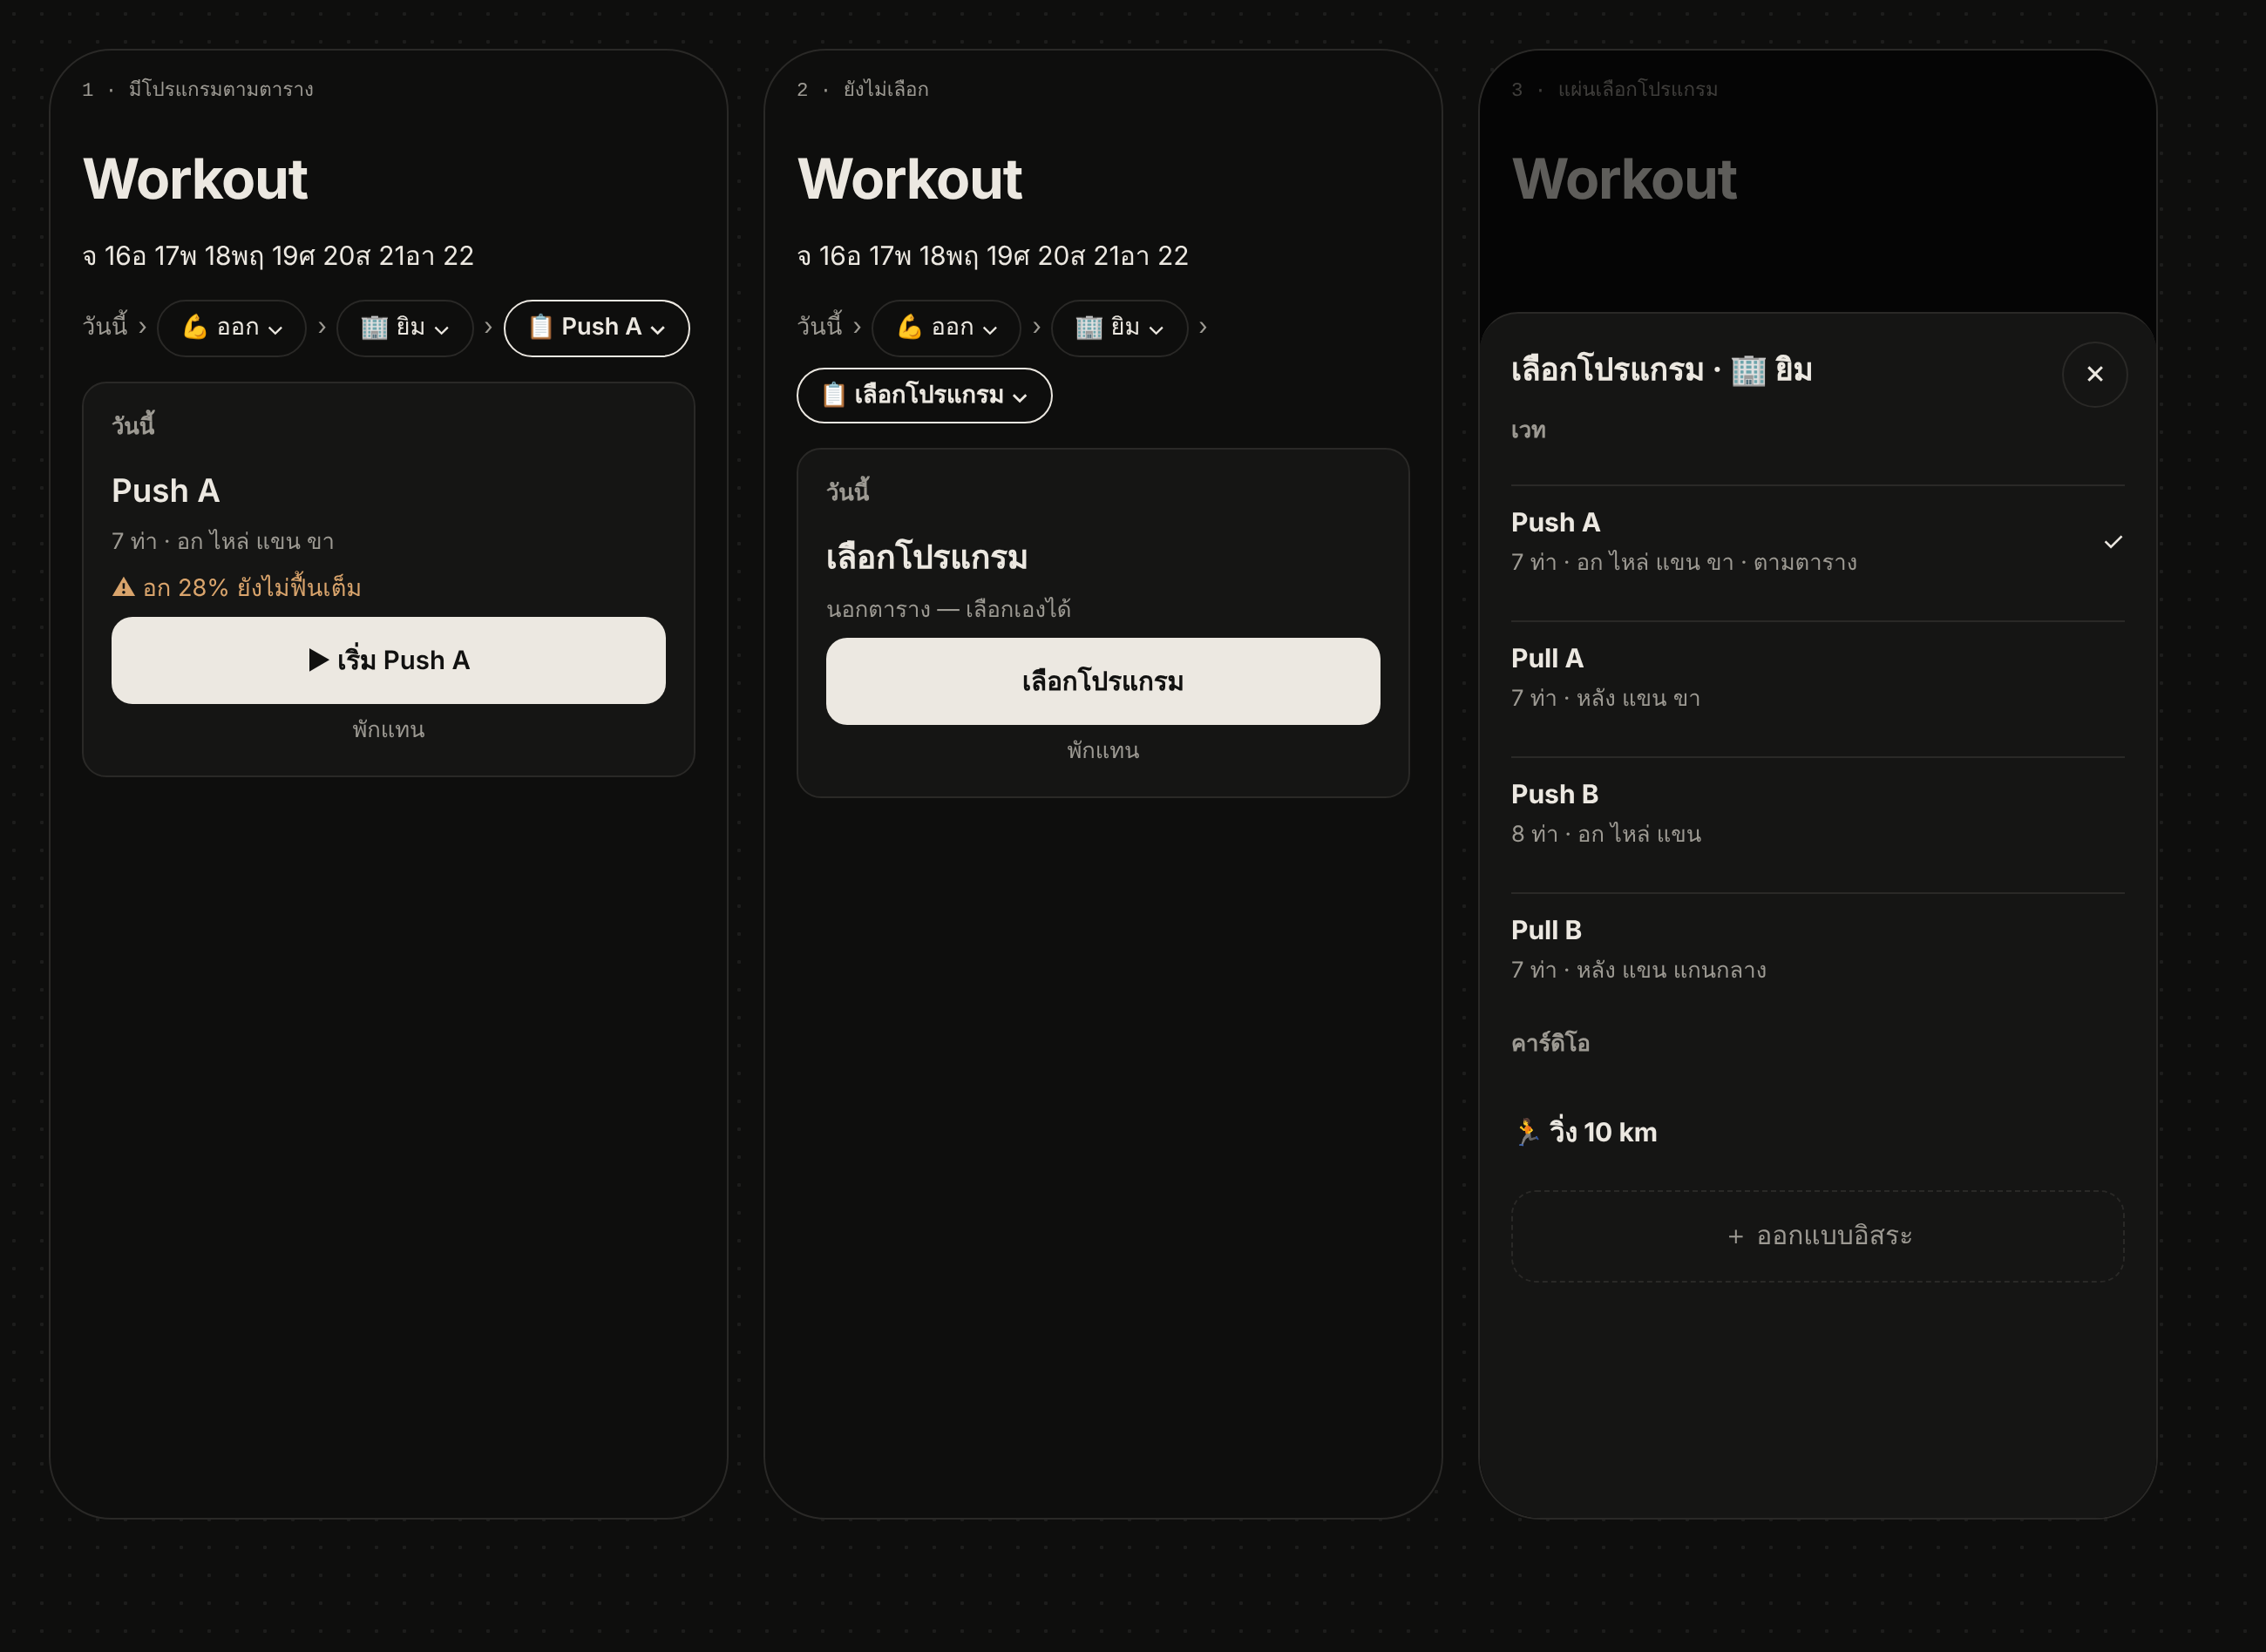 1 · มีโปรแกรมตามตาราง
Workout
จ 16อ 17พ 18พฤ 19ศ 20ส 21อา 22
วันนี้ › 💪 ออก › 🏢 ยิม › 📋 Push A
วันนี้
Push A
7 ท่า · อก ไหล่ แขน ขา
⚠ อก 28% ยังไม่ฟื้นเต็ม
▶ เริ่ม Push A
พักแทน
2 · ยังไม่เลือก
Workout
จ 16อ 17พ 18พฤ 19ศ 20ส 21อา 22
วันนี้ › 💪 ออก › 🏢 ยิม ›
📋 เลือกโปรแกรม
วันนี้
เลือกโปรแกรม
นอกตาราง — เลือกเองได้
เลือกโปรแกรม
พักแทน
3 · แผ่นเลือกโปรแกรม
Workout
เลือกโปรแกรม · 🏢 ยิม
เวท
Push A
7 ท่า · อก ไหล่ แขน ขา · ตามตาราง
Pull A
7 ท่า · หลัง แขน ขา
Push B
8 ท่า · อก ไหล่ แขน
Pull B
7 ท่า · หลัง แขน แกนกลาง
คาร์ดิโอ
🏃 วิ่ง 10 km
+ ออกแบบอิสระ